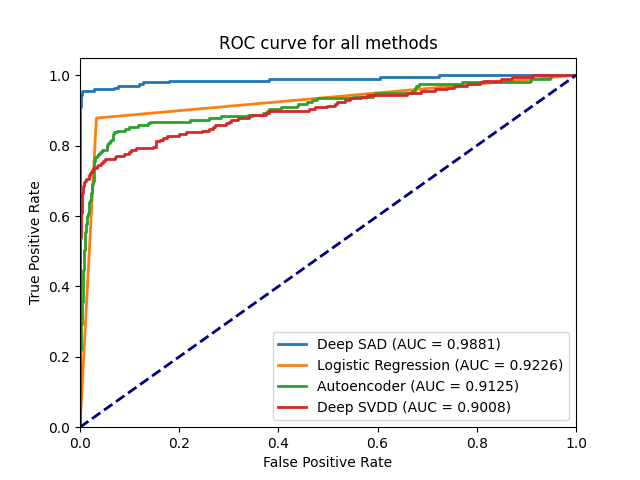 ROC curve for all methods
True Positive Rate
1.0
0.8
0.6
0.4
0.2
0.0
0.0 0.2 0.4 0.6 0.8 1.0
False Positive Rate
Deep SAD (AUC = 0.9881)
Logistic Regression (AUC = 0.9226)
Autoencoder (AUC = 0.9125)
Deep SVDD (AUC = 0.9008)